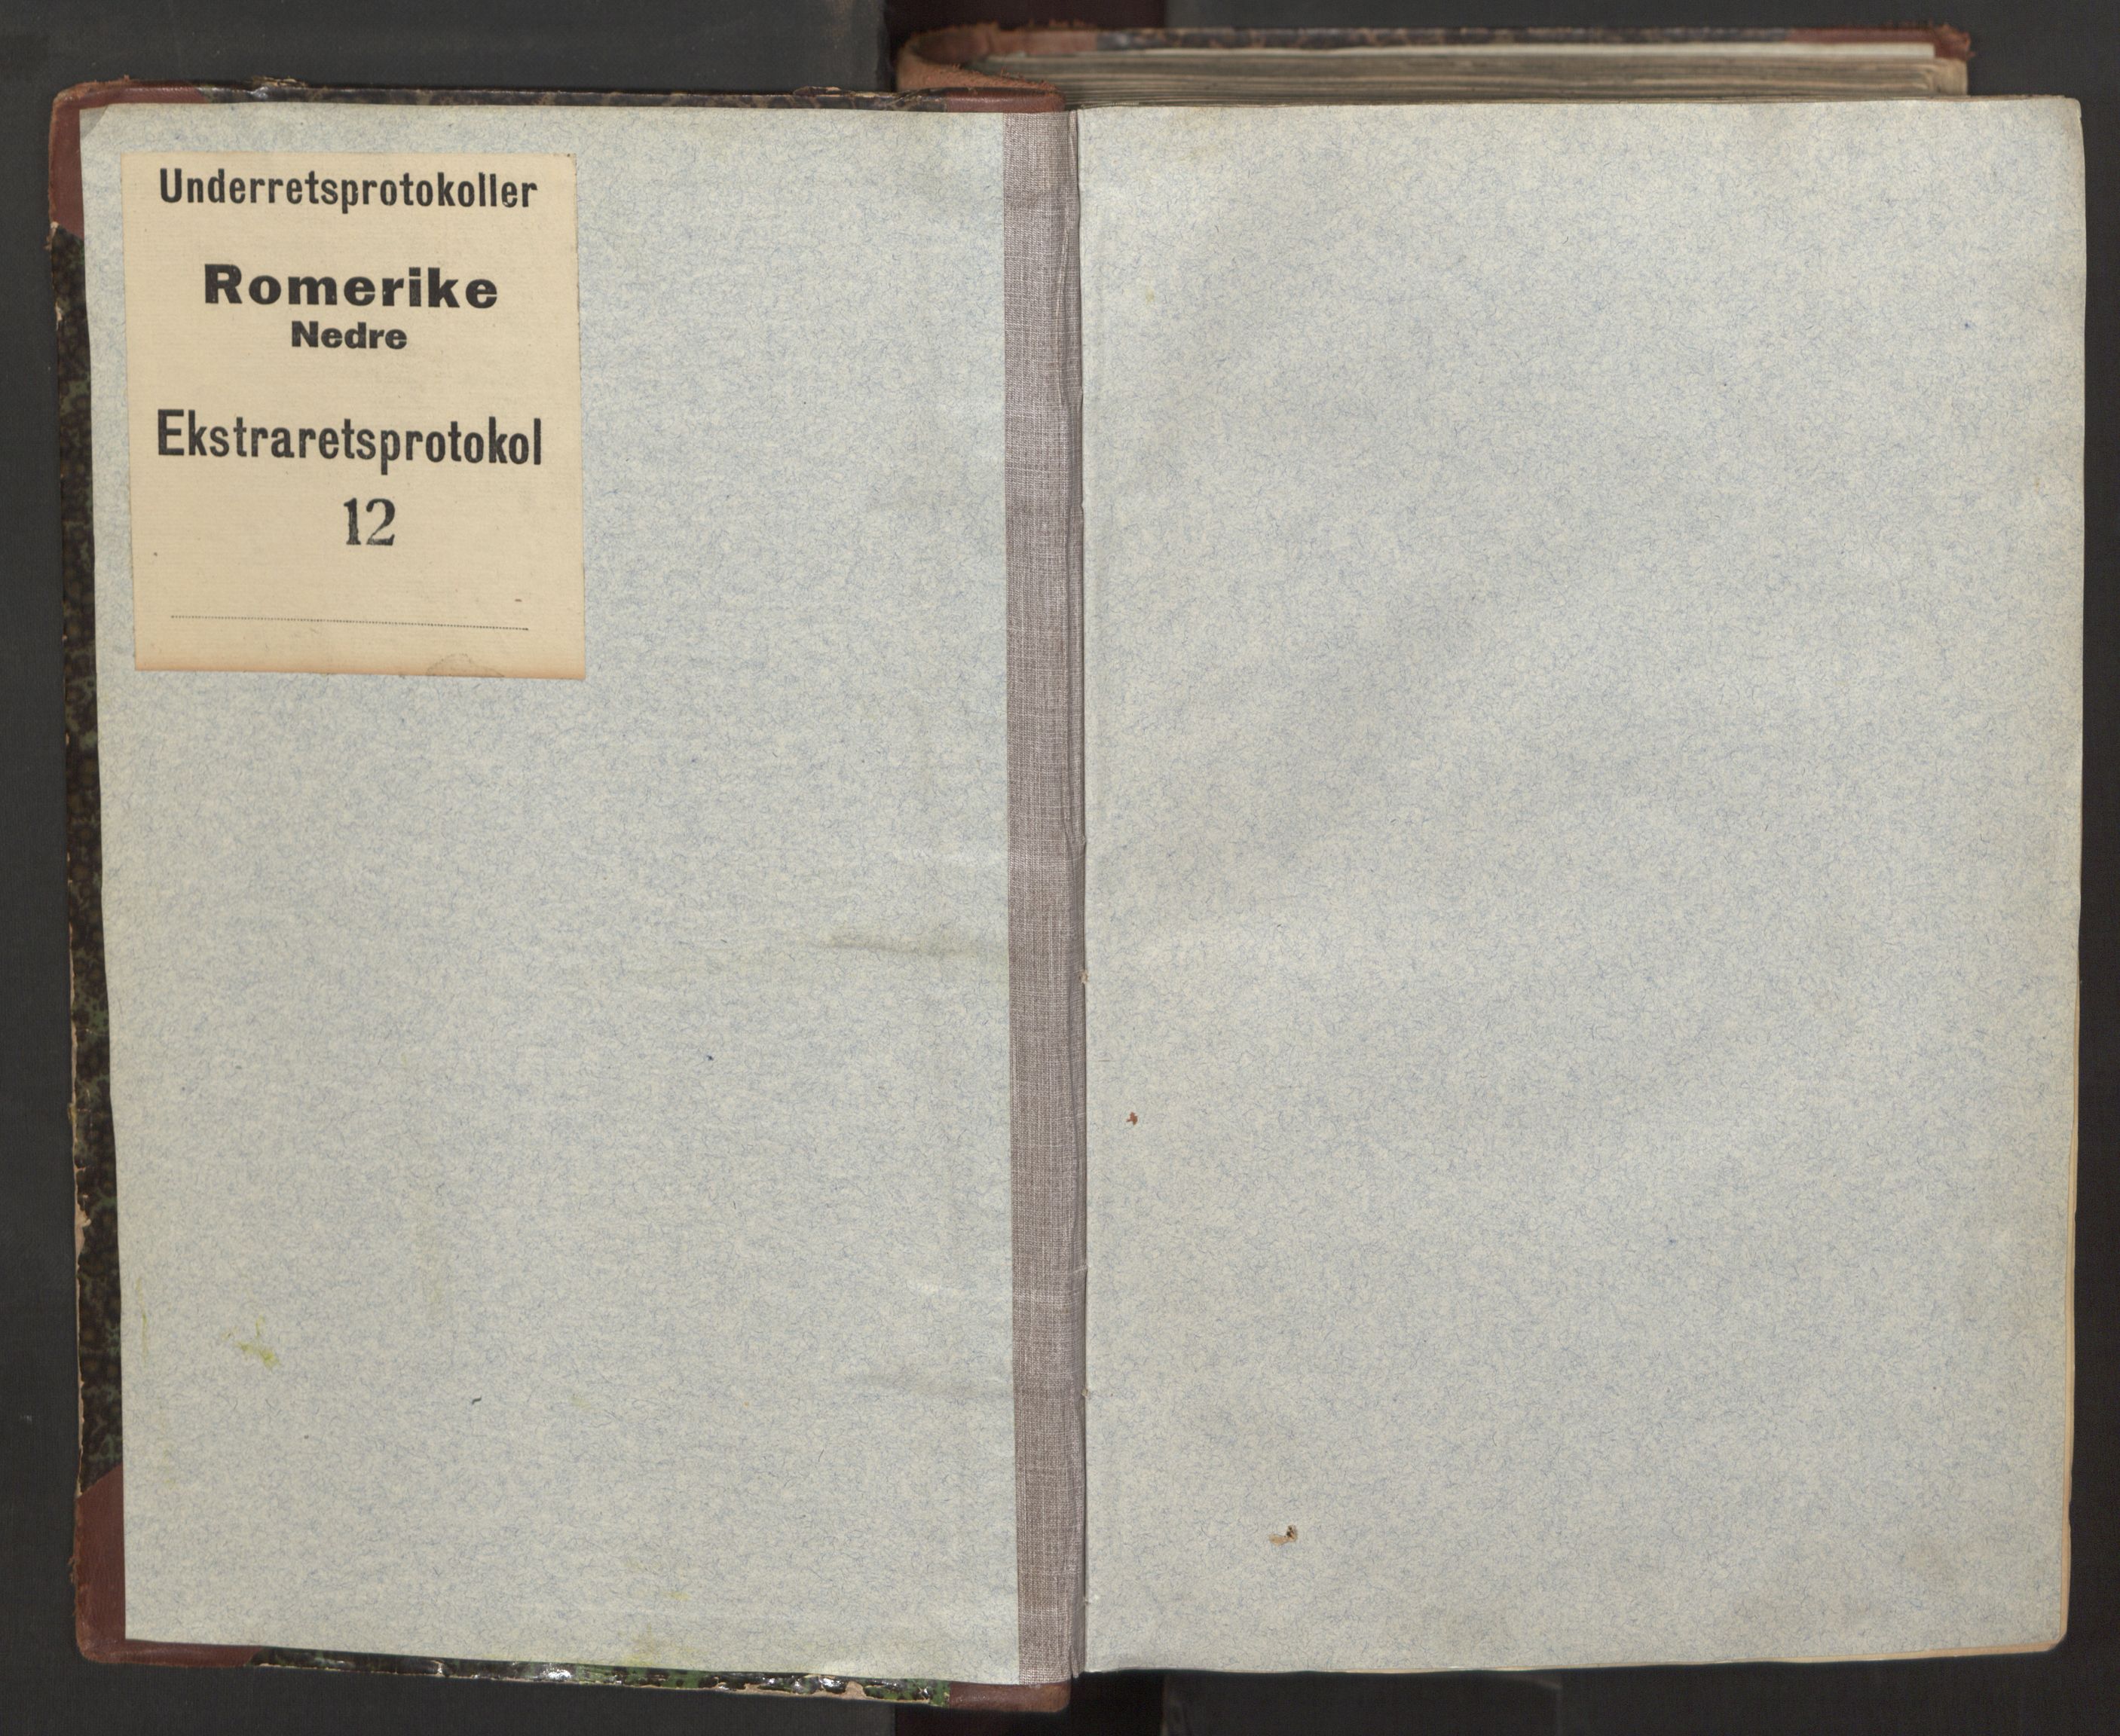 Underretsprotokoller
Romerike
Nedre
Ekstraretsprotokol
12